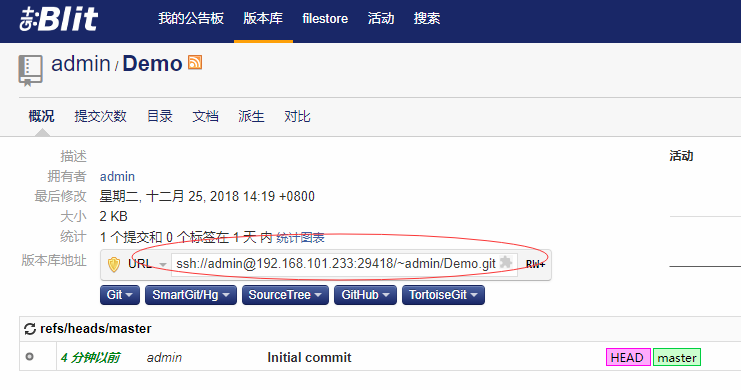 git:Blit 我的公告板 版本库 filestore 活动 搜索
admin / Demo
概况 提交次数 目录 文档 派生 对比
描述 活动
拥有者 admin
最后修改 星期二, 十二月 25, 2018 14:19 +0800
大小 2 KB
统计 1 个提交和 0 个标签在 1 天 内 统计图表
版本库地址 URL ssh://admin@192.168.101.233:29418/~admin/Demo.git RW+
Git SmartGit/Hg SourceTree GitHub TortoiseGit
refs/heads/master
4 分钟以前 admin Initial commit HEAD master